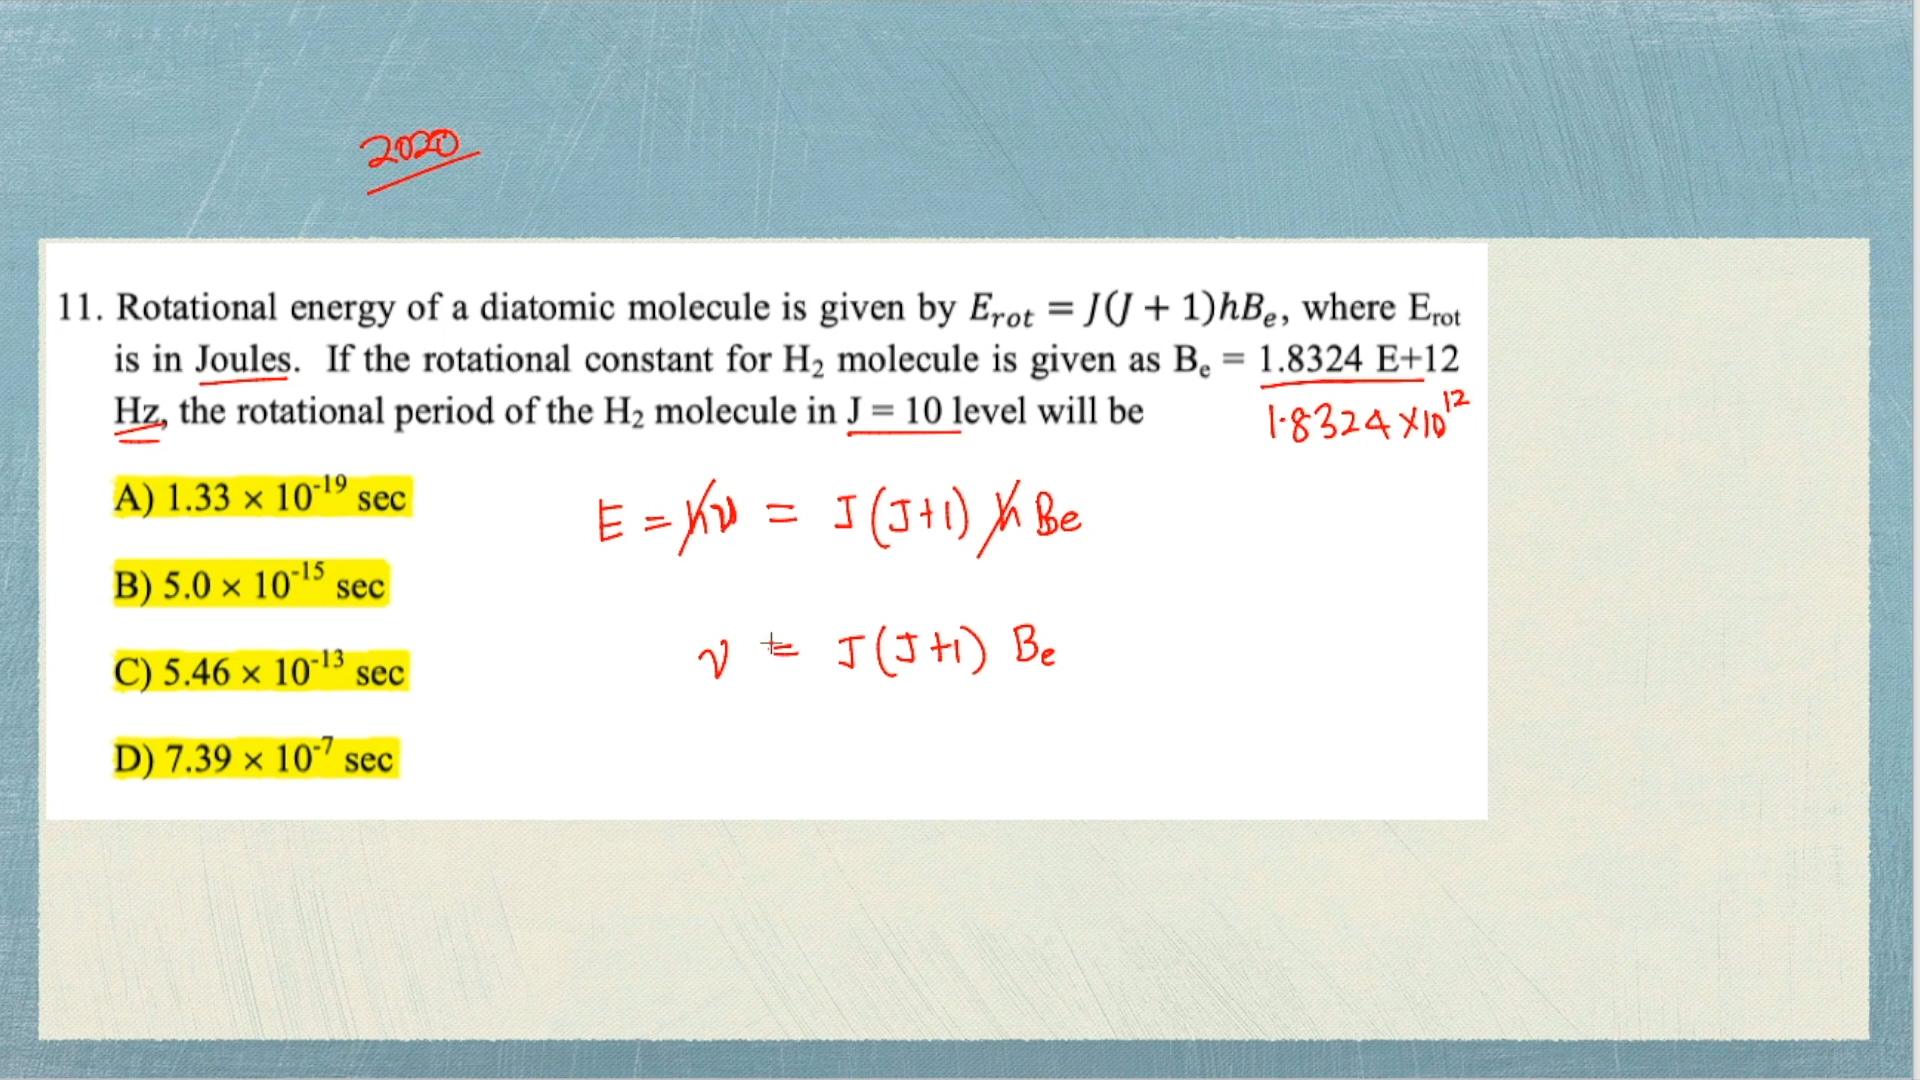 2020
11. Rotational energy of a diatomic molecule is given by E_rot = J(J + 1)hB_e, where E_rot
is in Joules. If the rotational constant for H₂ molecule is given as B_e = 1.8324 E+12
Hz, the rotational period of the H₂ molecule in J = 10 level will be
1.8324 × 10¹²
A) 1.33 × 10⁻¹⁹ sec
E = hν = J(J+1) h Be
B) 5.0 × 10⁻¹⁵ sec
C) 5.46 × 10⁻¹³ sec
ν = J(J+1) Be
D) 7.39 × 10⁻⁷ sec